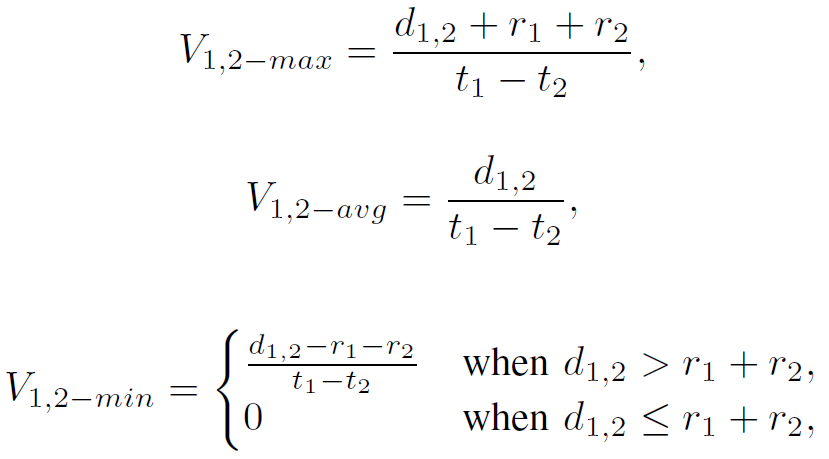 V_{1,2-max} = \frac{d_{1,2} + r_1 + r_2}{t_1 - t_2},
V_{1,2-avg} = \frac{d_{1,2}}{t_1 - t_2},
V_{1,2-min} = \begin{cases} \frac{d_{1,2} - r_1 - r_2}{t_1 - t_2} & \text{when } d_{1,2} > r_1 + r_2, \\ 0 & \text{when } d_{1,2} \leq r_1 + r_2, \end{cases}